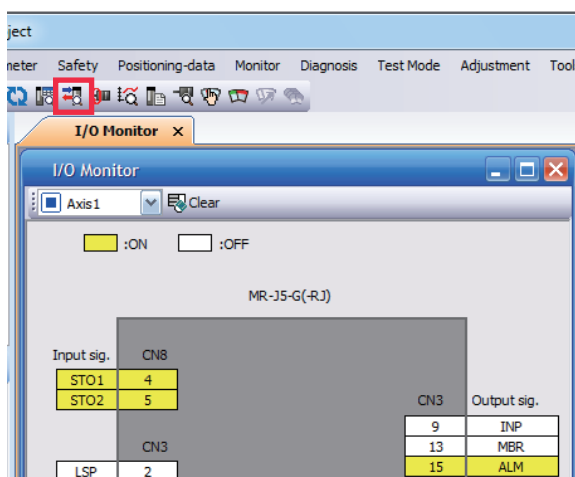 ject
meter Safety Positioning-data Monitor Diagnosis Test Mode Adjustment Tool
I/O Monitor x
I/O Monitor
Axis1 Clear
:ON :OFF
MR-J5-G(-RJ)
Input sig. CN8
STO1 4
STO2 5
CN3 Output sig.
9 INP
CN3
13 MBR
LSP 2
15 ALM